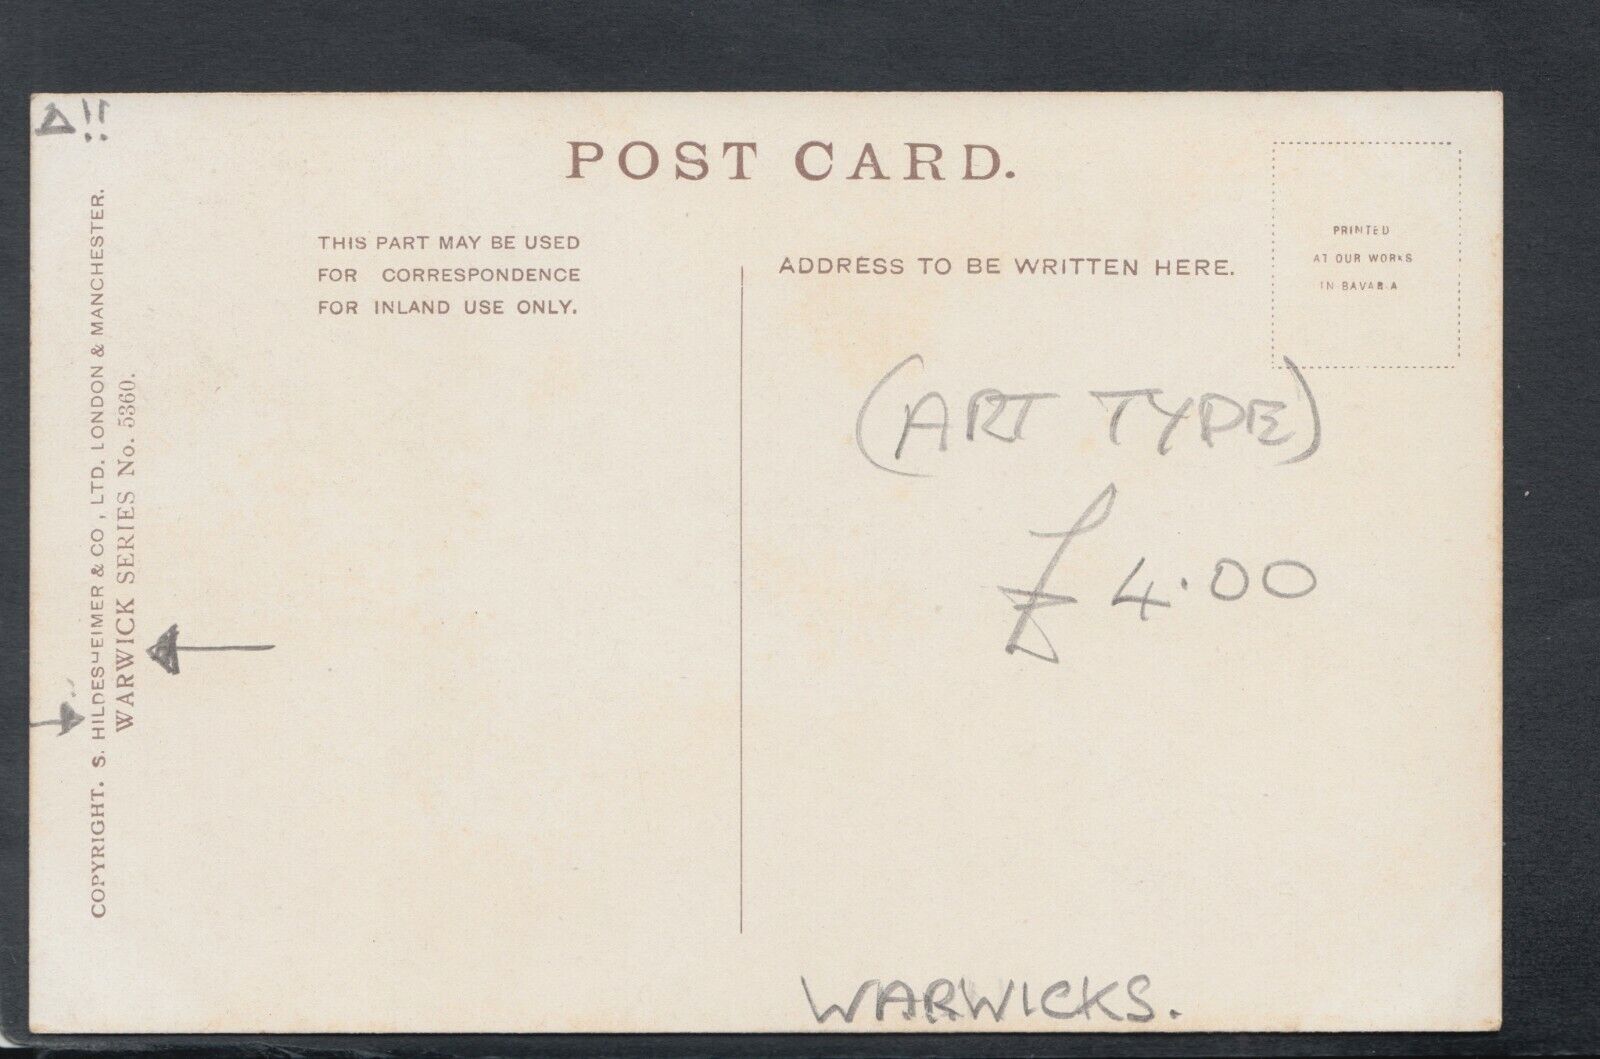 POST CARD.
THIS PART MAY BE USED
FOR CORRESPONDENCE
FOR INLAND USE ONLY.
ADDRESS TO BE WRITTEN HERE.
PRINTED
AT OUR WORKS
IN BAVARIA
COPYRIGHT. S. HILDESHEIMER & CO, LTD. LONDON & MANCHESTER.
WARWICK SERIES No. 5360.
(ART TYPE)
£4.00
WARWICKS.